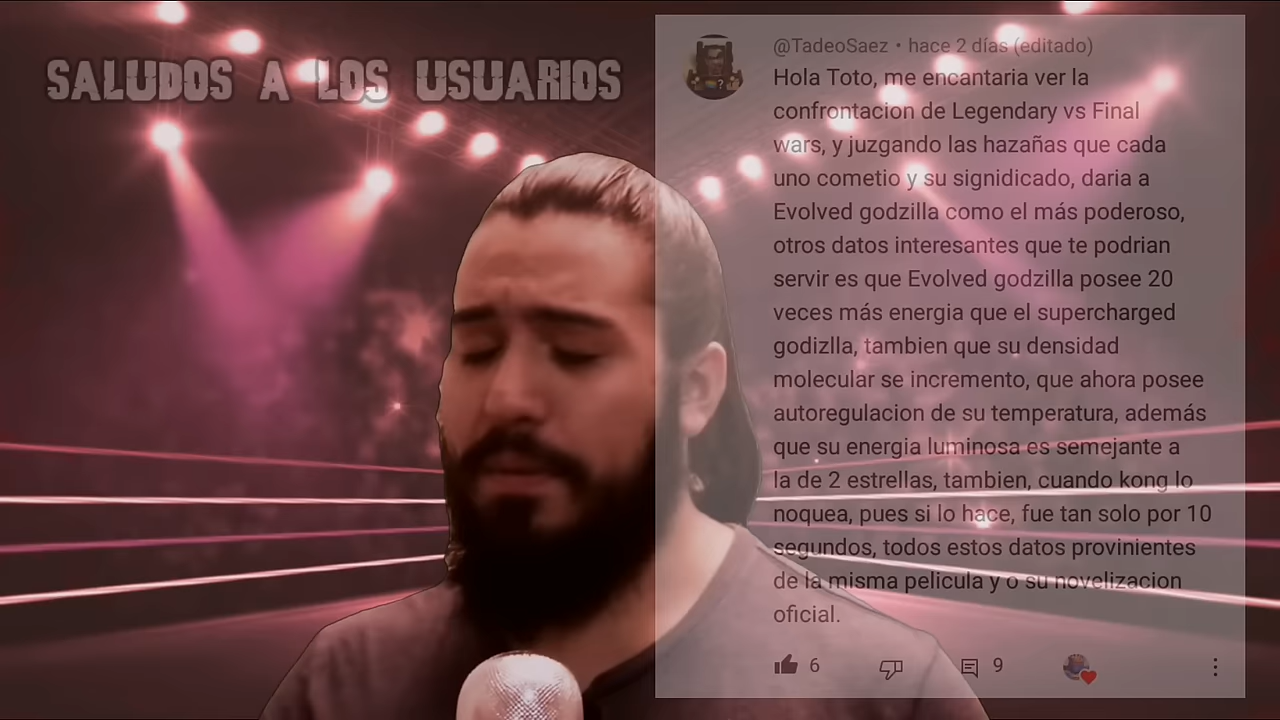 SALUDOS A LOS USUARIOS
@TadeoSaez • hace 2 días (editado)
Hola Toto, me encantaria ver la
confrontacion de Legendary vs Final
wars, y juzgando las hazañas que cada
uno cometio y su signidicado, daria a
Evolved godzilla como el más poderoso,
otros datos interesantes que te podrian
servir es que Evolved godzilla posee 20
veces más energia que el supercharged
godizlla, tambien que su densidad
molecular se incremento, que ahora posee
autoregulacion de su temperatura, además
que su energia luminosa es semejante a
la de 2 estrellas, tambien, cuando kong lo
noquea, pues si lo hace, fue tan solo por 10
segundos, todos estos datos provinientes
de la misma pelicula y o su novelizacion
oficial.
6 9